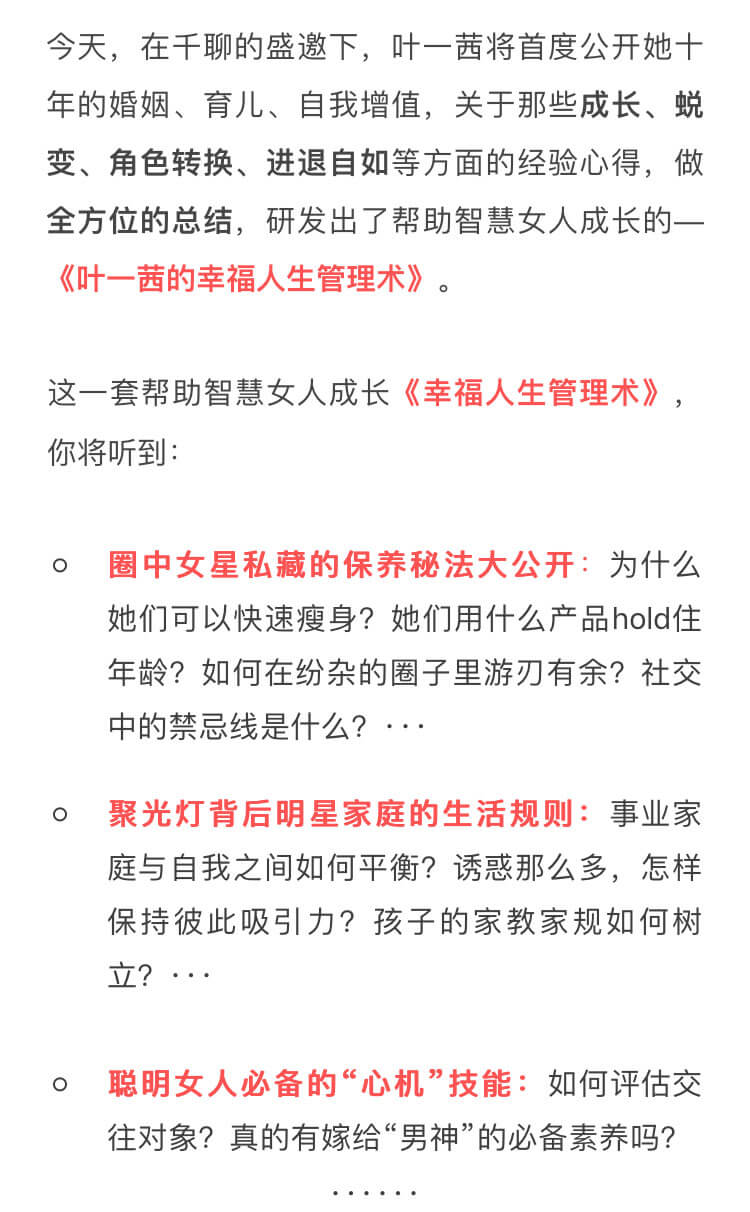 今天，在千聊的盛邀下，叶一茜将首度公开她十
年的婚姻、育儿、自我增值，关于那些成长、蜕
变、角色转换、进退自如等方面的经验心得，做
全方位的总结，研发出了帮助智慧女人成长的—
《叶一茜的幸福人生管理术》。
这一套帮助智慧女人成长《幸福人生管理术》，
你将听到：
圈中女星私藏的保养秘法大公开：为什么
她们可以快速瘦身？她们用什么产品hold住
年龄？如何在纷杂的圈子里游刃有余？社交
中的禁忌线是什么？···
聚光灯背后明星家庭的生活规则：事业家
庭与自我之间如何平衡？诱惑那么多，怎样
保持彼此吸引力？孩子的家教家规如何树
立？···
聪明女人必备的“心机”技能：如何评估交
往对象？真的有嫁给“男神”的必备素养吗？
······